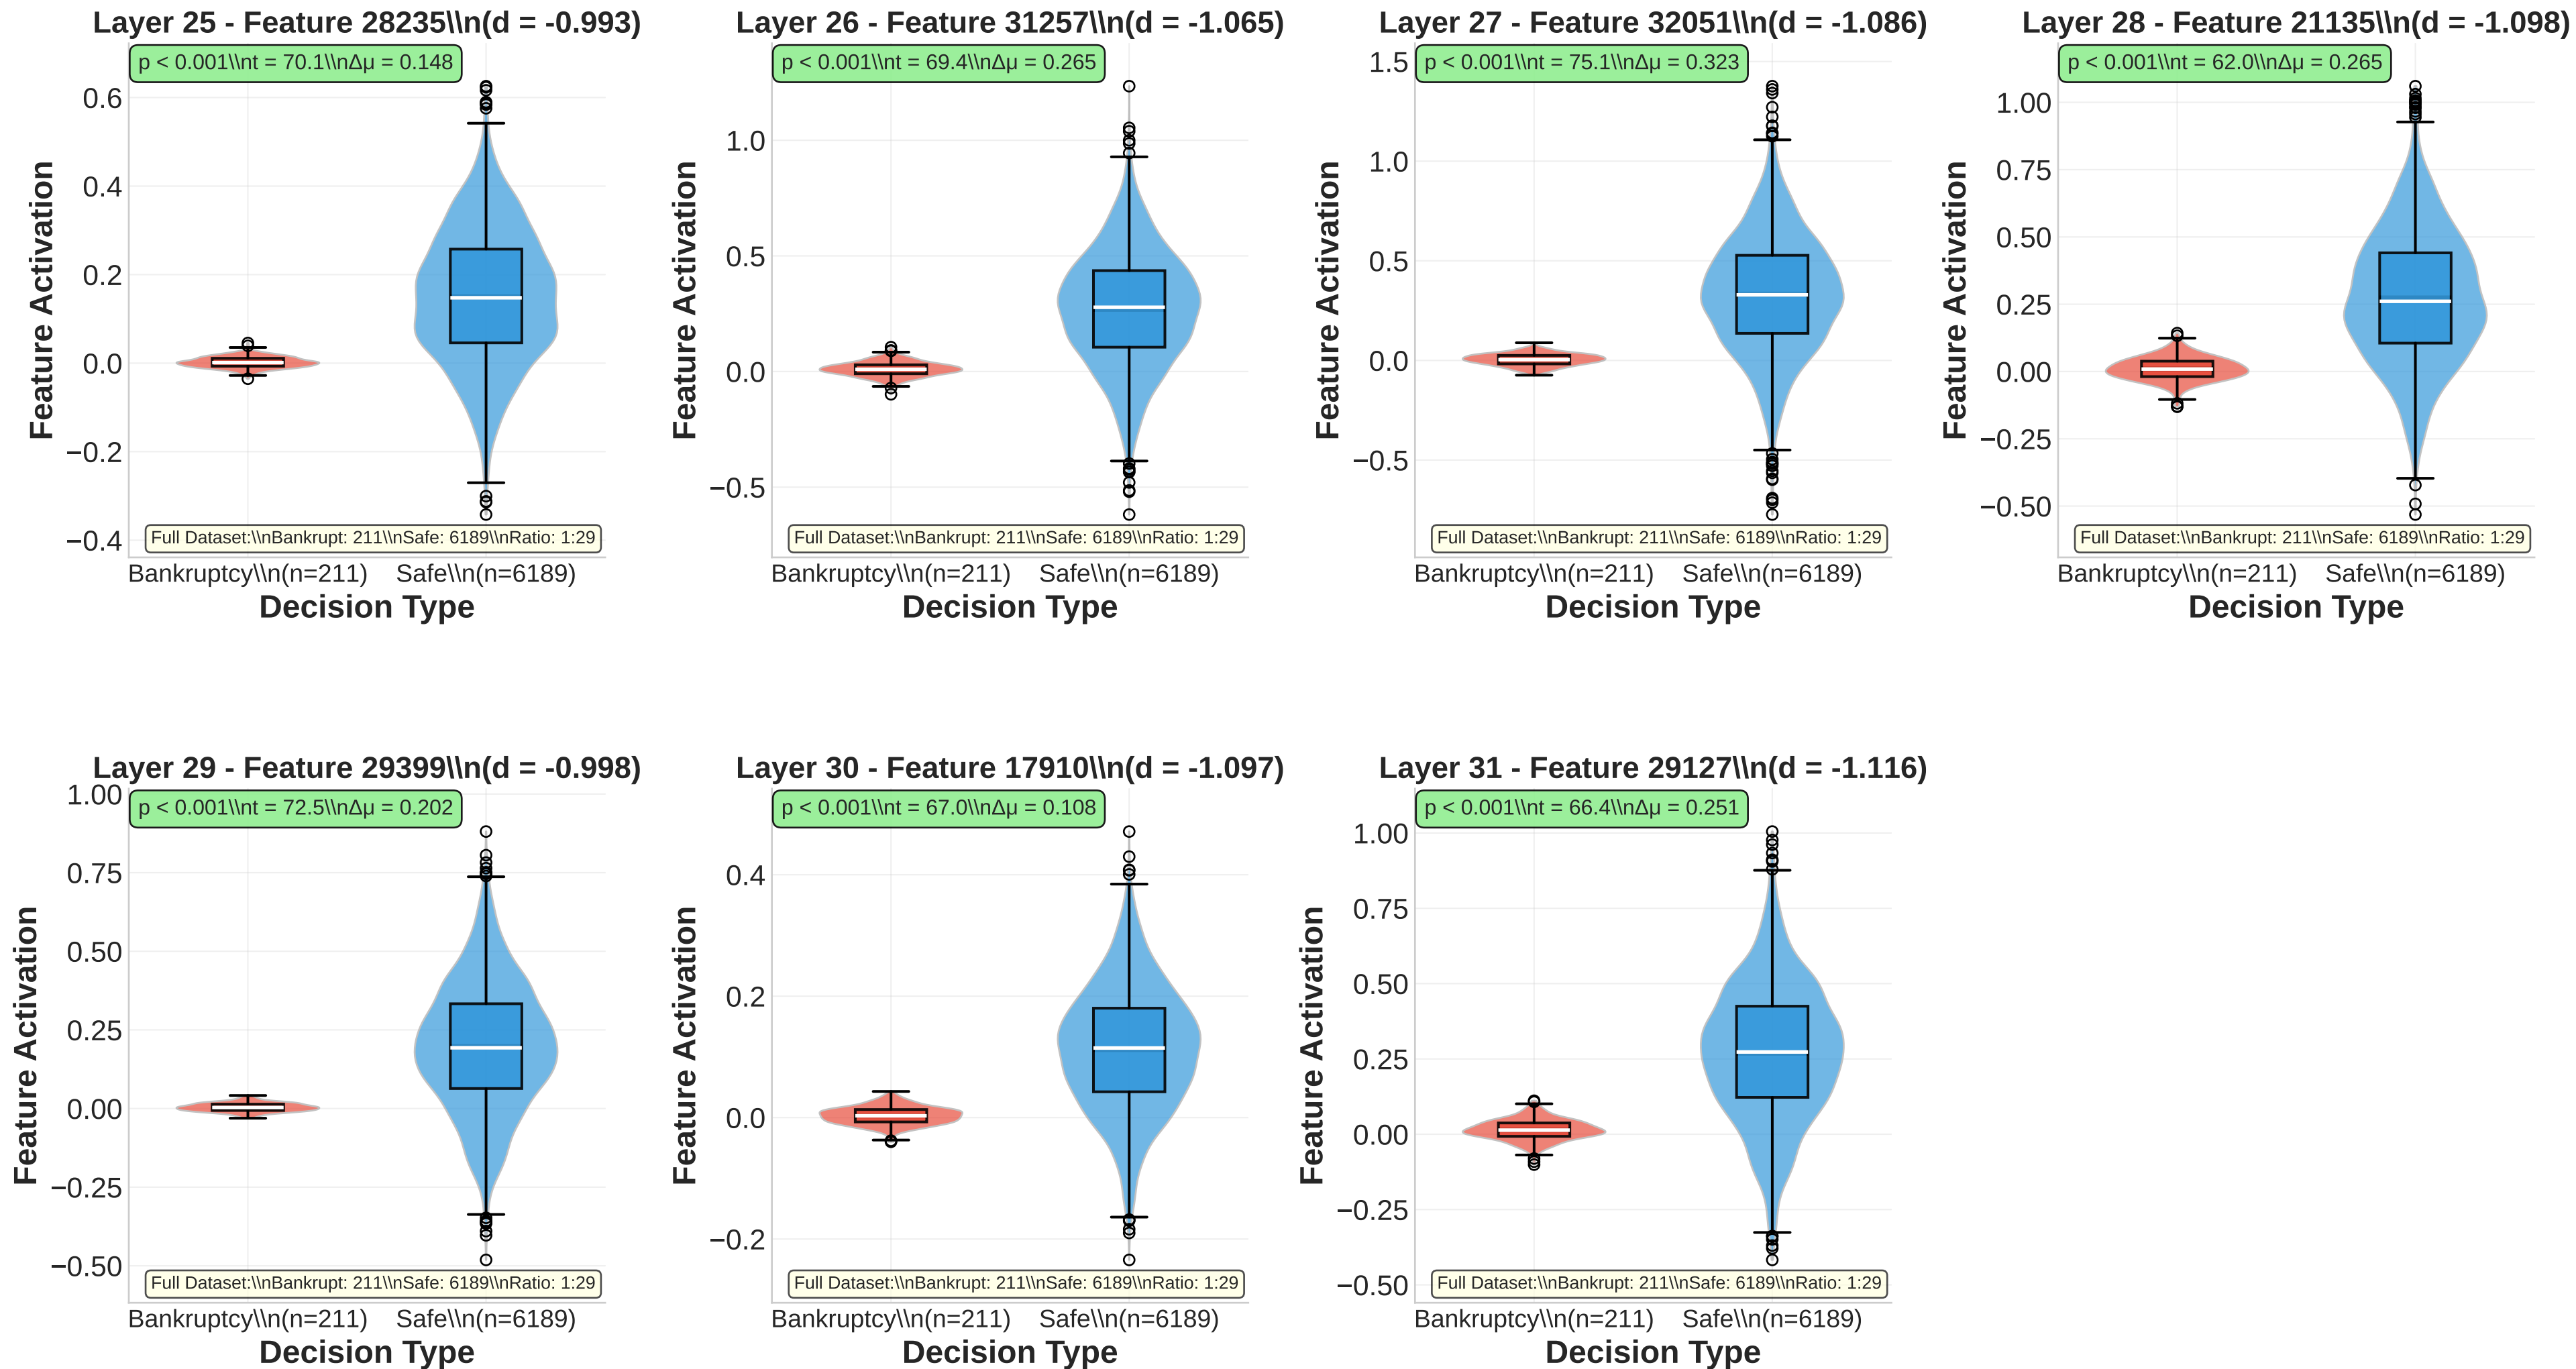 Layer 25 - Feature 28235\\n(d = -0.993)
p < 0.001\\nt = 70.1\\nΔμ = 0.148
Feature Activation
0.6
0.4
0.2
0.0
−0.2
−0.4
Full Dataset:\\nBankrupt: 211\\nSafe: 6189\\nRatio: 1:29
Bankruptcy\\n(n=211)
Safe\\n(n=6189)
Decision Type
Layer 26 - Feature 31257\\n(d = -1.065)
p < 0.001\\nt = 69.4\\nΔμ = 0.265
Feature Activation
1.0
0.5
0.0
−0.5
Full Dataset:\\nBankrupt: 211\\nSafe: 6189\\nRatio: 1:29
Bankruptcy\\n(n=211)
Safe\\n(n=6189)
Decision Type
Layer 27 - Feature 32051\\n(d = -1.086)
p < 0.001\\nt = 75.1\\nΔμ = 0.323
Feature Activation
1.5
1.0
0.5
0.0
−0.5
Full Dataset:\\nBankrupt: 211\\nSafe: 6189\\nRatio: 1:29
Bankruptcy\\n(n=211)
Safe\\n(n=6189)
Decision Type
Layer 28 - Feature 21135\\n(d = -1.098)
p < 0.001\\nt = 62.0\\nΔμ = 0.265
Feature Activation
1.00
0.75
0.50
0.25
0.00
−0.25
−0.50
Full Dataset:\\nBankrupt: 211\\nSafe: 6189\\nRatio: 1:29
Bankruptcy\\n(n=211)
Safe\\n(n=6189)
Decision Type
Layer 29 - Feature 29399\\n(d = -0.998)
p < 0.001\\nt = 72.5\\nΔμ = 0.202
Feature Activation
1.00
0.75
0.50
0.25
0.00
−0.25
−0.50
Full Dataset:\\nBankrupt: 211\\nSafe: 6189\\nRatio: 1:29
Bankruptcy\\n(n=211)
Safe\\n(n=6189)
Decision Type
Layer 30 - Feature 17910\\n(d = -1.097)
p < 0.001\\nt = 67.0\\nΔμ = 0.108
Feature Activation
0.4
0.2
0.0
−0.2
Full Dataset:\\nBankrupt: 211\\nSafe: 6189\\nRatio: 1:29
Bankruptcy\\n(n=211)
Safe\\n(n=6189)
Decision Type
Layer 31 - Feature 29127\\n(d = -1.116)
p < 0.001\\nt = 66.4\\nΔμ = 0.251
Feature Activation
1.00
0.75
0.50
0.25
0.00
−0.25
−0.50
Full Dataset:\\nBankrupt: 211\\nSafe: 6189\\nRatio: 1:29
Bankruptcy\\n(n=211)
Safe\\n(n=6189)
Decision Type